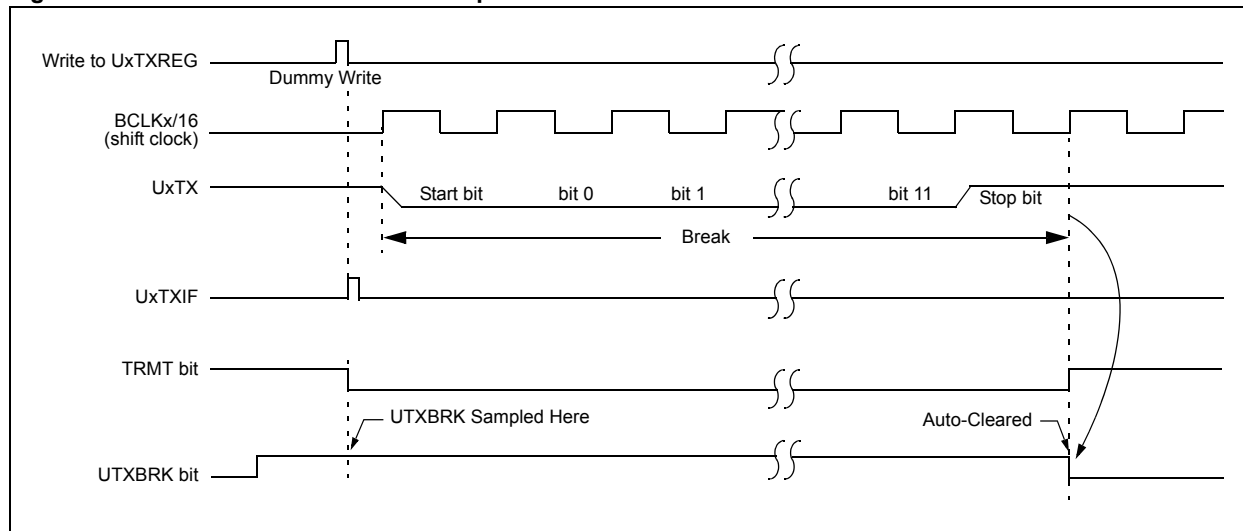 Write to UxTXREG
Dummy Write
BCLKx/16
(shift clock)
UxTX
Start bit
bit 0
bit 1
bit 11
Stop bit
Break
UxTXIF
TRMT bit
UTXBRK Sampled Here
Auto-Cleared
UTXBRK bit